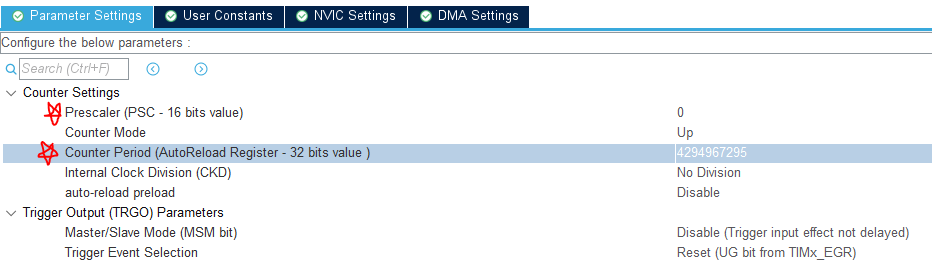 Parameter Settings User Constants NVIC Settings DMA Settings
Configure the below parameters :
Search (Ctrl+F)
Counter Settings
Prescaler (PSC - 16 bits value) 0
Counter Mode Up
Counter Period (AutoReload Register - 32 bits value ) 4294967295
Internal Clock Division (CKD) No Division
auto-reload preload Disable
Trigger Output (TRGO) Parameters
Master/Slave Mode (MSM bit) Disable (Trigger input effect not delayed)
Trigger Event Selection Reset (UG bit from TIMx_EGR)